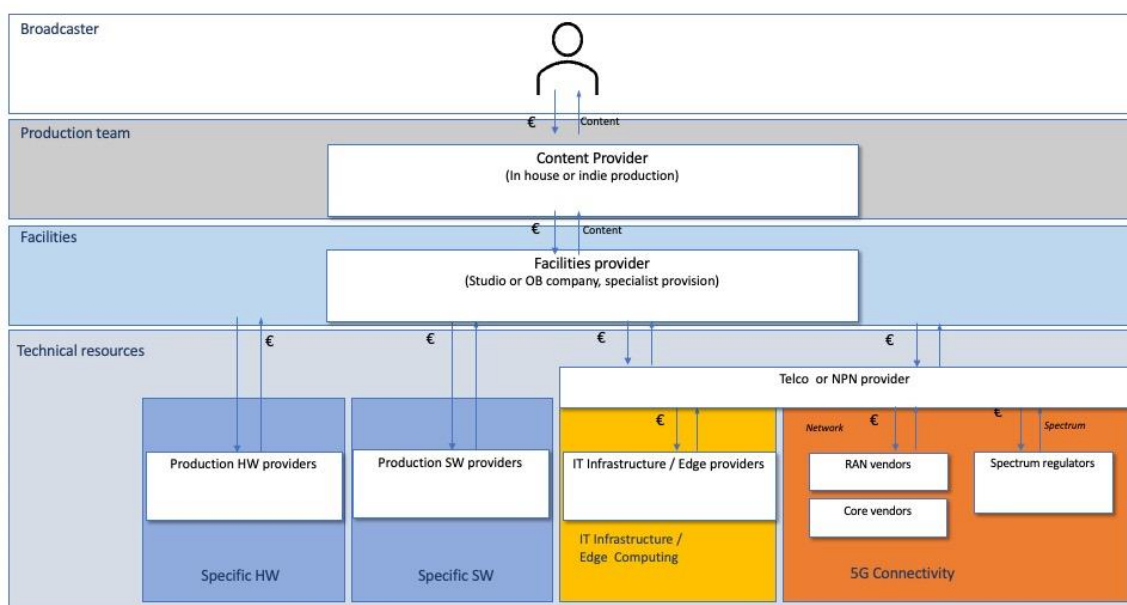 Broadcaster
€
Content
Production team
Content Provider
(In house or indie production)
€
Content
Facilities
Facilities provider
(Studio or OB company, specialist provision)
€
€
€
€
Technical resources
Telco or NPN provider
€
Network
€
€
Spectrum
Production HW providers
Production SW providers
IT Infrastructure / Edge providers
RAN vendors
Spectrum regulators
Core vendors
IT Infrastructure /
Edge Computing
Specific HW
Specific SW
5G Connectivity